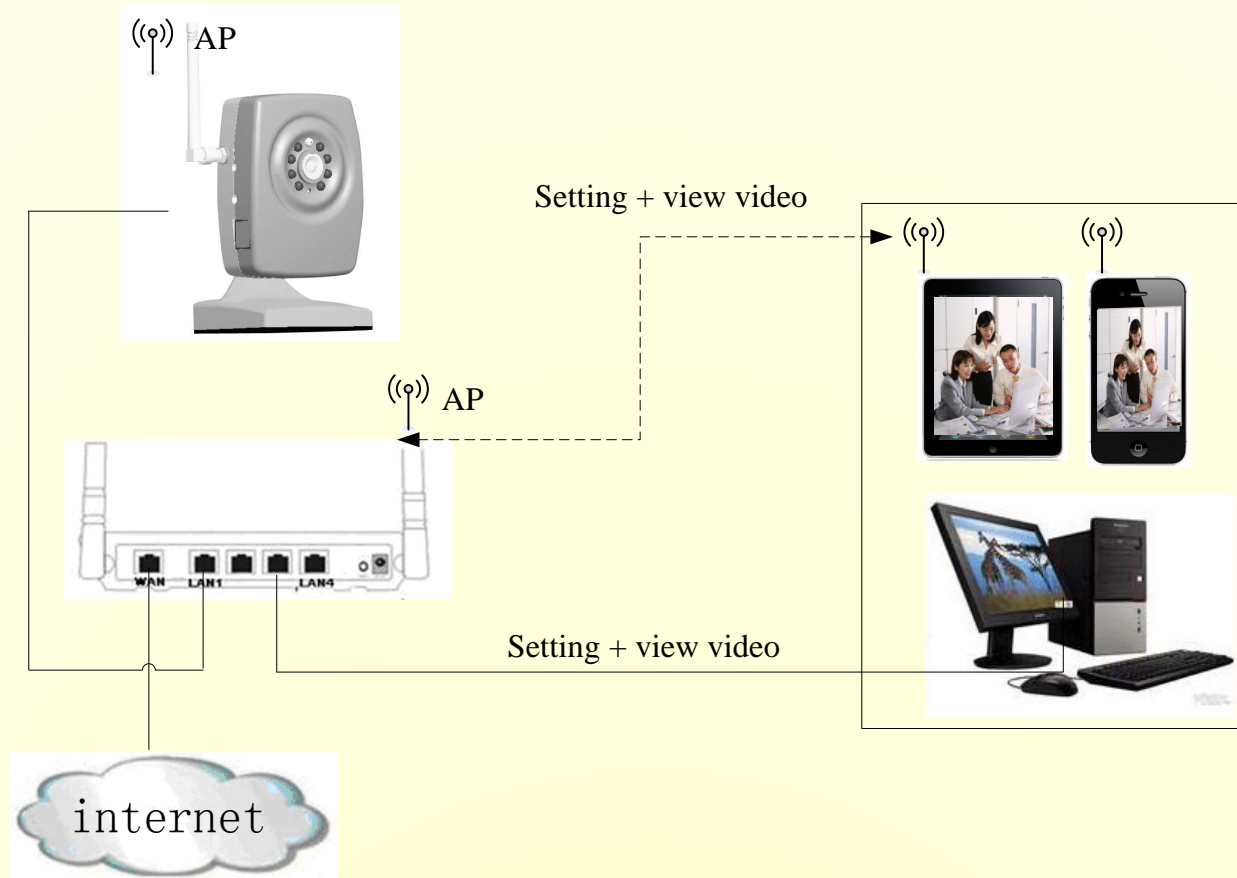 AP
Setting + view video
AP
WAN LAN1 LAN4
Setting + view video
internet